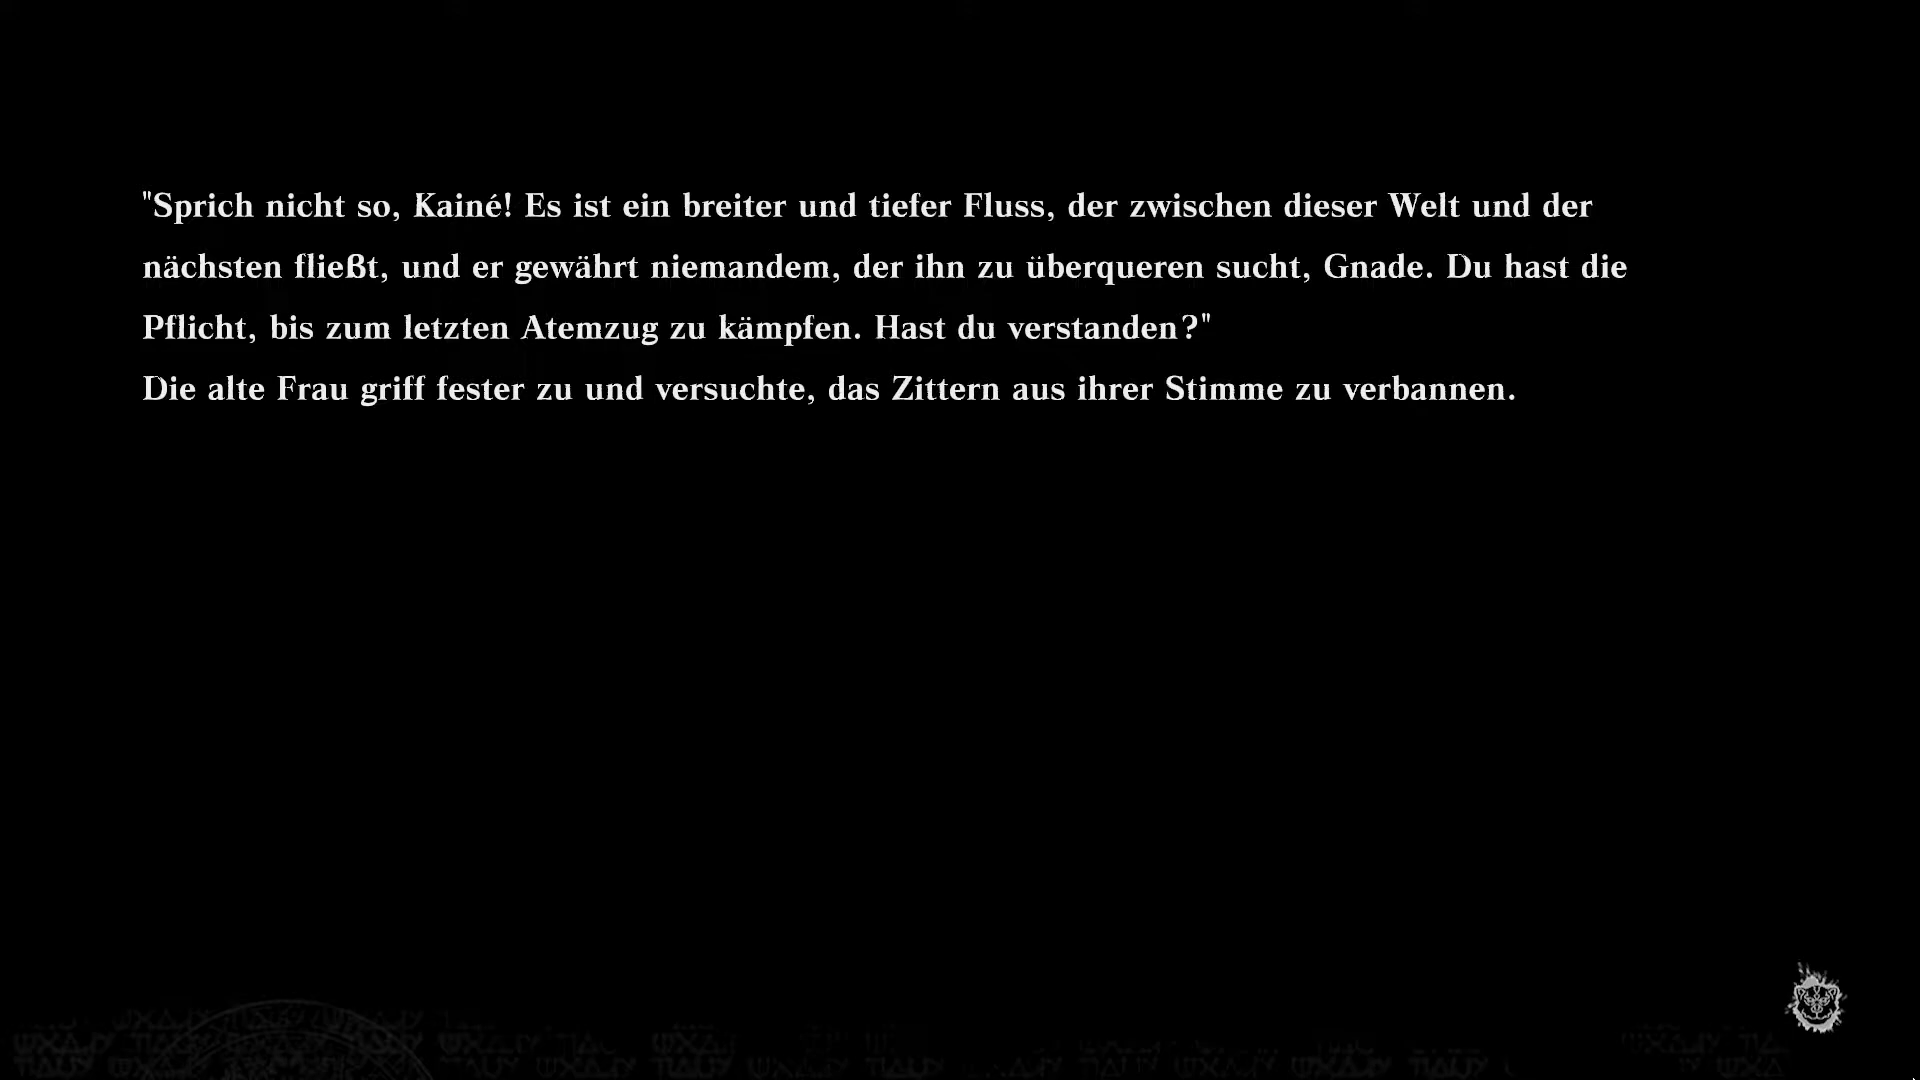 "Sprich nicht so, Kainé! Es ist ein breiter und tiefer Fluss, der zwischen dieser Welt und der
nächsten fließt, und er gewährt niemandem, der ihn zu überqueren sucht, Gnade. Du hast die
Pflicht, bis zum letzten Atemzug zu kämpfen. Hast du verstanden?"
Die alte Frau griff fester zu und versuchte, das Zittern aus ihrer Stimme zu verbannen.